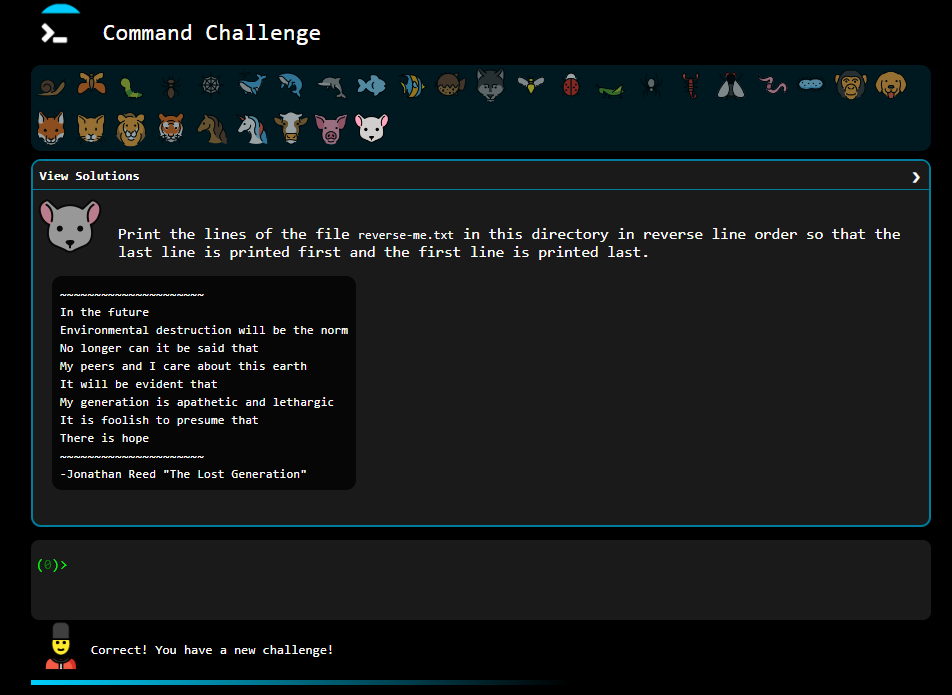 Command Challenge
View Solutions
Print the lines of the file reverse-me.txt in this directory in reverse line order so that the
last line is printed first and the first line is printed last.
~~~~~~~~~~~~~~~~~~~~~
In the future
Environmental destruction will be the norm
No longer can it be said that
My peers and I care about this earth
It will be evident that
My generation is apathetic and lethargic
It is foolish to presume that
There is hope
~~~~~~~~~~~~~~~~~~~~~
-Jonathan Reed "The Lost Generation"
(0)>
Correct! You have a new challenge!